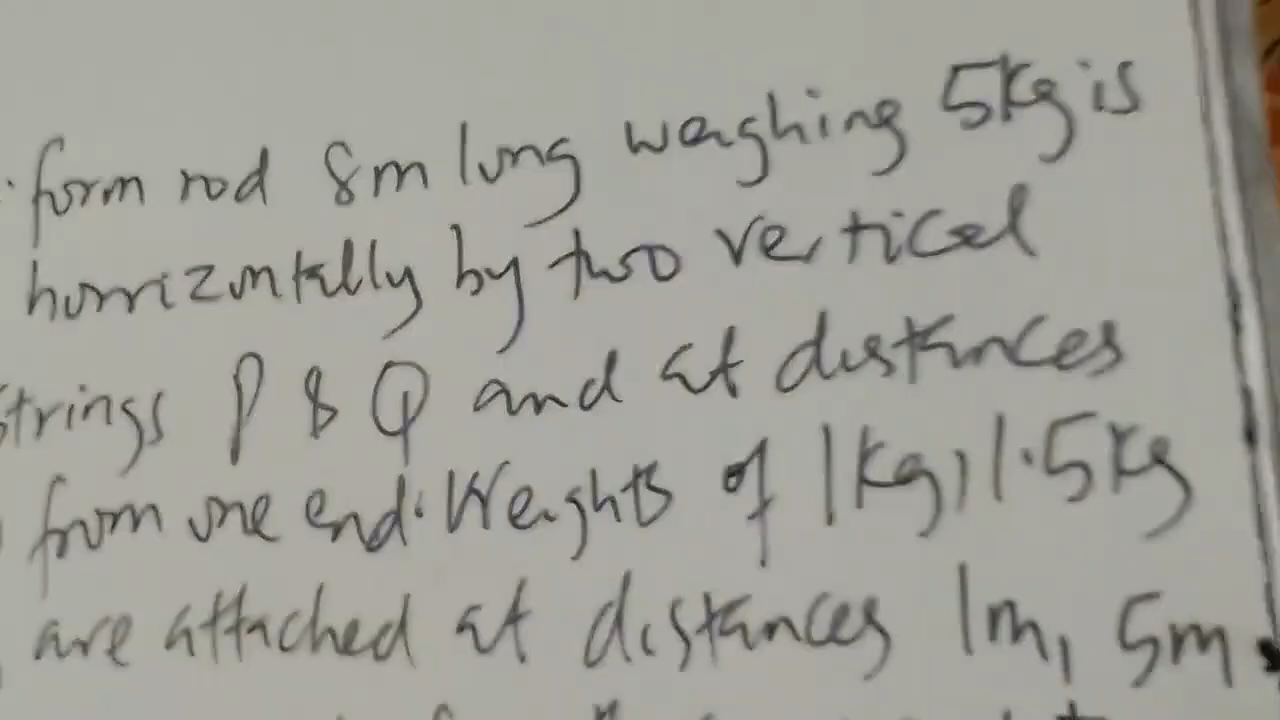 form rod 8m long weighing 5kg is
horrizontally by two vertical
strings P & Q and at distances
from one end. Weights of 1kg, 1.5kg
are attached at distances 1m, 5m